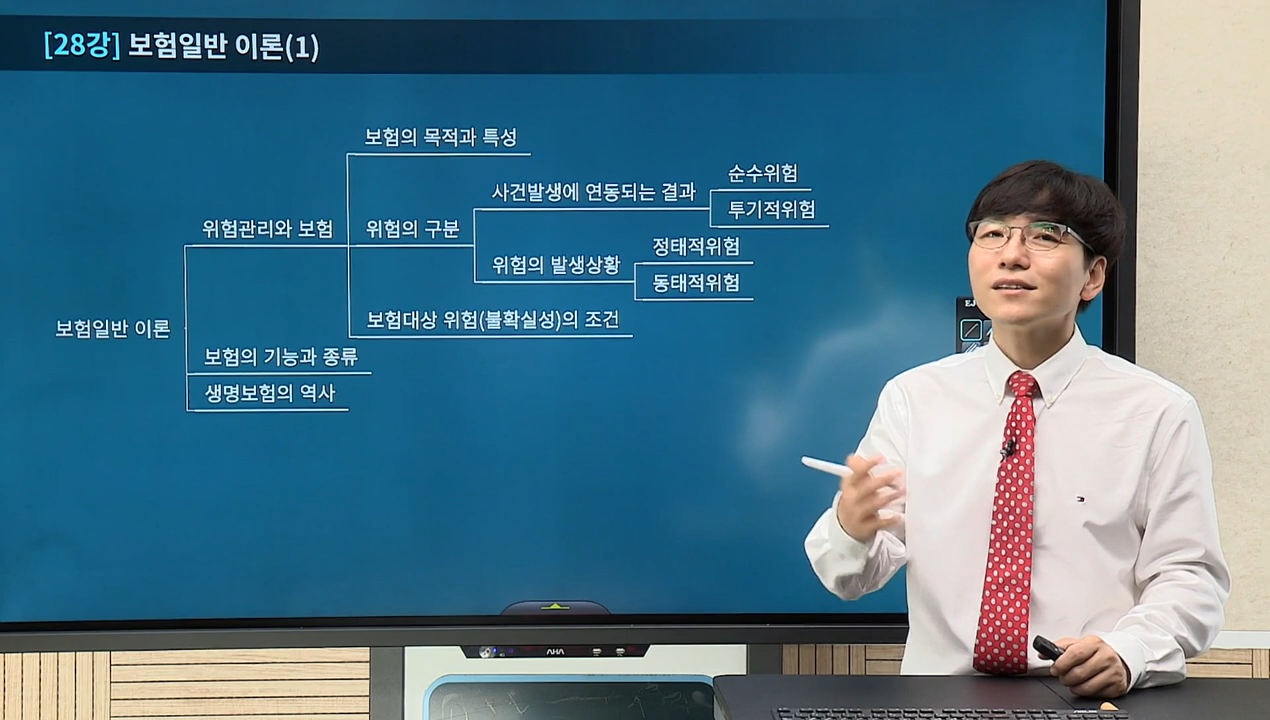 [28강] 보험일반 이론(1)
보험의 목적과 특성
순수위험
사건발생에 연동되는 결과
투기적위험
위험관리와 보험
위험의 구분
정태적위험
위험의 발생상황
동태적위험
보험대상 위험(불확실성)의 조건
보험일반 이론
보험의 기능과 종류
생명보험의 역사
EJ
AHA